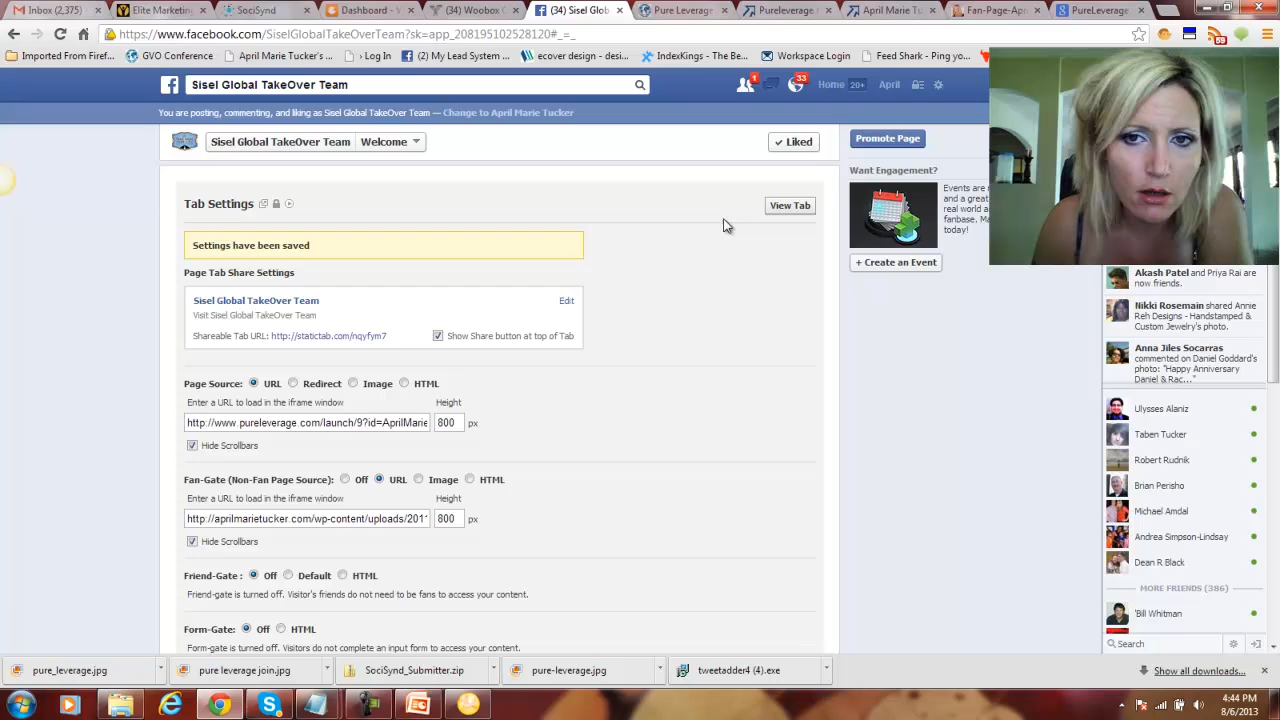 Inbox (2,375)
Elite Marketing
SociSynd
Dashboard - W
(34) Woobox C
(34) Sisel Glob
Pure Leverage
Pureleverage h
April Marie Tu
Fan-Page-Apri
PureLeverage
https://www.facebook.com/SiselGlobalTakeOverTeam?sk=app_208195102528120#_=_
Imported From Firef...
GVO Conference
April Marie Tucker's ...
› Log In
(2) My Lead System ...
ecover design - desi...
IndexKings - The Be...
Workspace Login
Feed Shark - Ping yo...
69
Sisel Global TakeOver Team
1
33
Home 20+
April
You are posting, commenting, and liking as Sisel Global TakeOver Team — Change to April Marie Tucker
Sisel Global TakeOver Team
Welcome
Liked
Promote Page
Want Engagement?
Events are
and a great
real world a
fanbase. Ma
today!
+ Create an Event
Tab Settings
View Tab
Settings have been saved
Page Tab Share Settings
Sisel Global TakeOver Team
Edit
Visit Sisel Global TakeOver Team
Shareable Tab URL: http://statictab.com/nqyfym7
Show Share button at top of Tab
Page Source: URL Redirect Image HTML
Enter a URL to load in the iframe window
Height
http://www.pureleverage.com/launch/9?id=AprilMarie
800 px
Hide Scrollbars
Fan-Gate (Non-Fan Page Source): Off URL Image HTML
Enter a URL to load in the iframe window
Height
http://aprilmarietucker.com/wp-content/uploads/201
800 px
Hide Scrollbars
Friend-Gate : Off Default HTML
Friend-gate is turned off. Visitor's friends do not need to be fans to access your content.
Form-Gate: Off HTML
Form-gate is turned off. Visitors do not complete an input form to access your content.
Akash Patel and Priya Rai are
now friends.
Nikki Rosemain shared Annie
Reh Designs - Handstamped &
Custom Jewelry's photo.
Anna Jiles Socarras
commented on Daniel Goddard's
photo: "Happy Anniversary
Daniel & Rac..."
Ulysses Alaniz
Taben Tucker
Robert Rudnik
Brian Perisho
Michael Amdal
Andrea Simpson-Lindsay
Dean R Black
MORE FRIENDS (386)
'Bill Whitman
Search
pure_leverage.jpg
pure leverage join.jpg
SociSynd_Submitter.zip
pure-leverage.jpg
tweetadder4 (4).exe
Show all downloads...
4:44 PM
8/6/2013